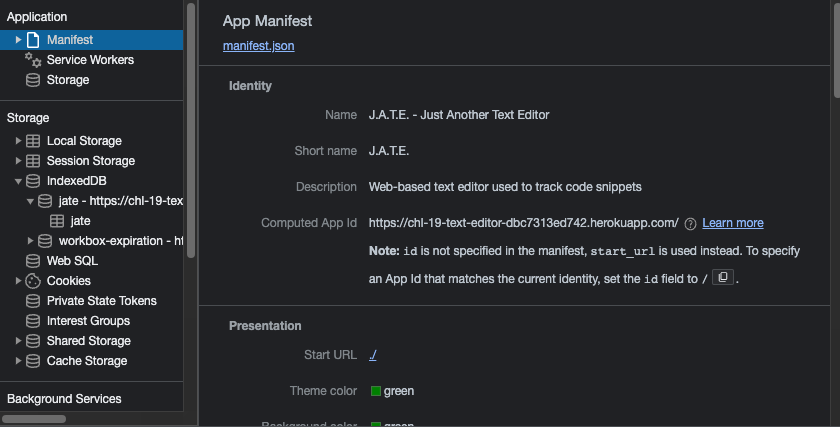 Application
Manifest
Service Workers
Storage
Storage
Local Storage
Session Storage
IndexedDB
jate - https://chl-19-tex
jate
workbox-expiration - ht
Web SQL
Cookies
Private State Tokens
Interest Groups
Shared Storage
Cache Storage
Background Services
App Manifest
manifest.json
Identity
Name J.A.T.E. - Just Another Text Editor
Short name J.A.T.E.
Description Web-based text editor used to track code snippets
Computed App Id https://chl-19-text-editor-dbc7313ed742.herokuapp.com/ ? Learn more
Note: id is not specified in the manifest, start_url is used instead. To specify
an App Id that matches the current identity, set the id field to / .
Presentation
Start URL ./
Theme color green
Background color green